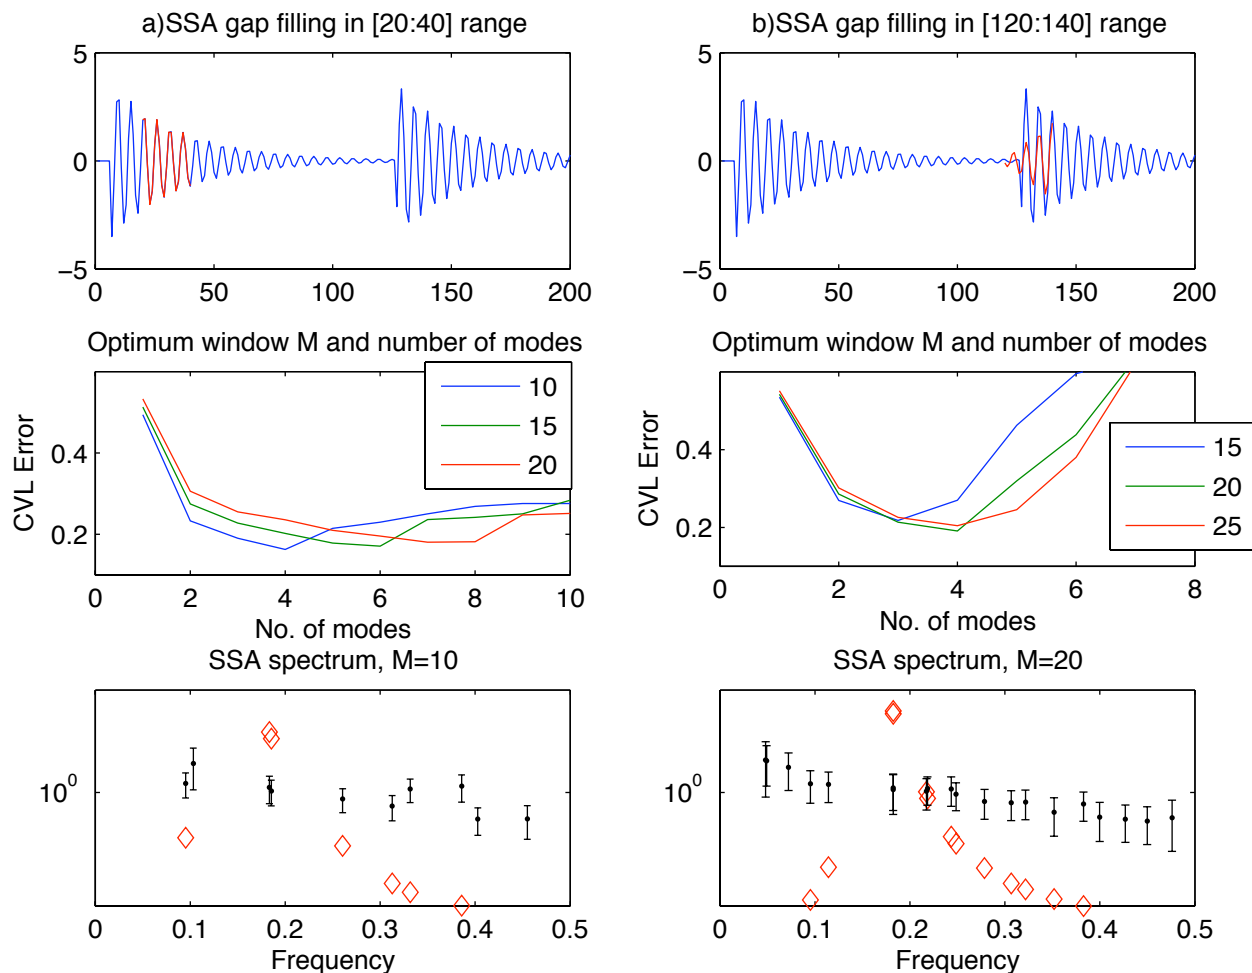 a)SSA gap filling in [20:40] range
5
0
−5
0 50 100 150 200
b)SSA gap filling in [120:140] range
5
0
−5
0 50 100 150 200
Optimum window M and number of modes
CVL Error
0.4
0.2
10
15
20
0 2 4 6 8 10
No. of modes
Optimum window M and number of modes
CVL Error
0.4
0.2
15
20
25
0 2 4 6 8
No. of modes
SSA spectrum, M=10
10^0
0 0.1 0.2 0.3 0.4 0.5
Frequency
SSA spectrum, M=20
10^0
0 0.1 0.2 0.3 0.4 0.5
Frequency